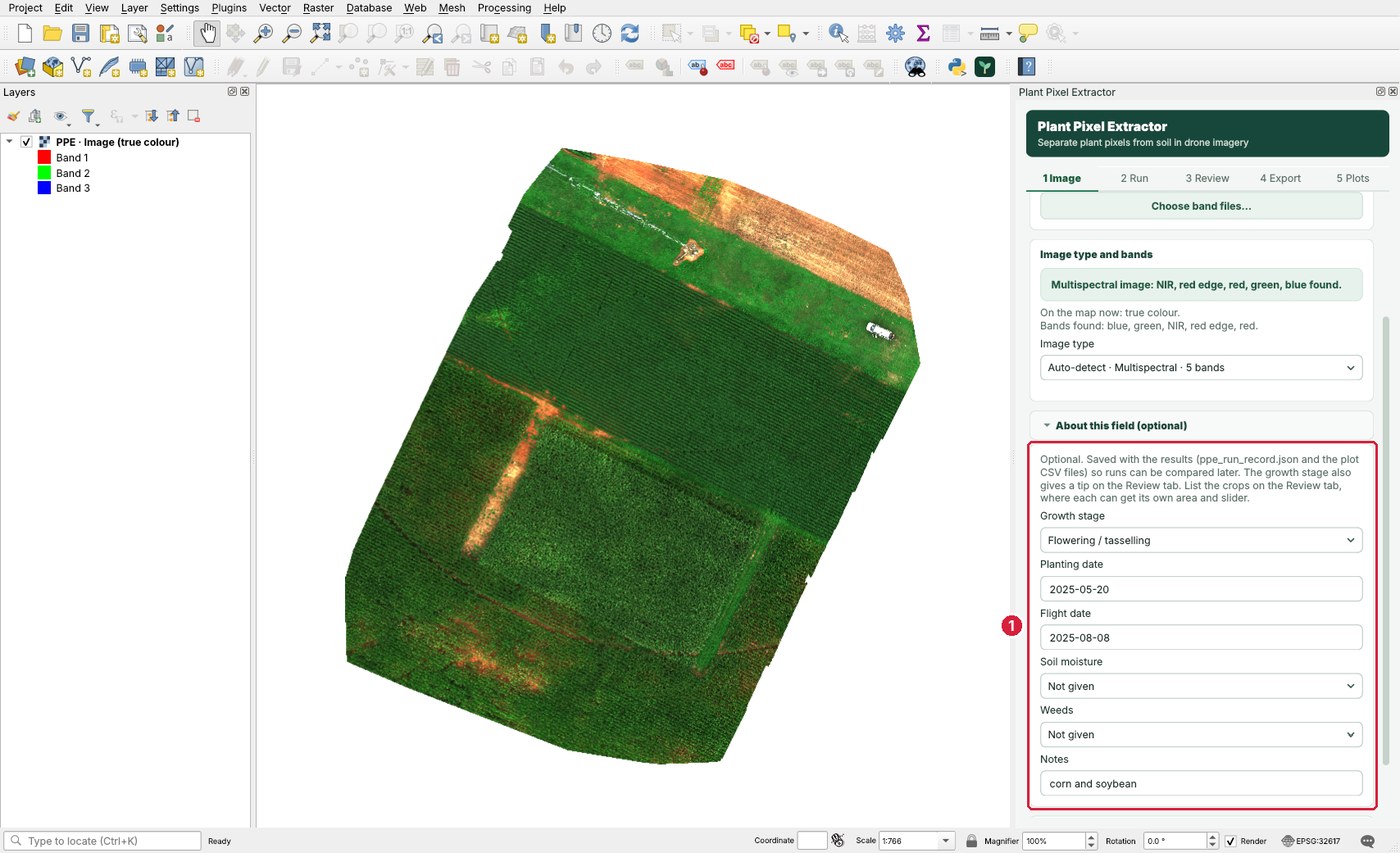 Project Edit View Layer Settings Plugins Vector Raster Database Web Mesh Processing Help
Layers
PPE · Image (true colour)
Band 1
Band 2
Band 3
Plant Pixel Extractor
Plant Pixel Extractor
Separate plant pixels from soil in drone imagery
1 Image 2 Run 3 Review 4 Export 5 Plots
Choose band files...
Image type and bands
Multispectral image: NIR, red edge, red, green, blue found.
On the map now: true colour.
Bands found: blue, green, NIR, red edge, red.
Image type
Auto-detect · Multispectral · 5 bands
About this field (optional)
Optional. Saved with the results (ppe_run_record.json and the plot
CSV files) so runs can be compared later. The growth stage also
gives a tip on the Review tab. List the crops on the Review tab,
where each can get its own area and slider.
Growth stage
Flowering / tasselling
Planting date
2025-05-20
Flight date
2025-08-08
1
Soil moisture
Not given
Weeds
Not given
Notes
corn and soybean
Type to locate (Ctrl+K) Ready Coordinate Scale 1:766 Magnifier 100% Rotation 0.0 ° Render EPSG:32617